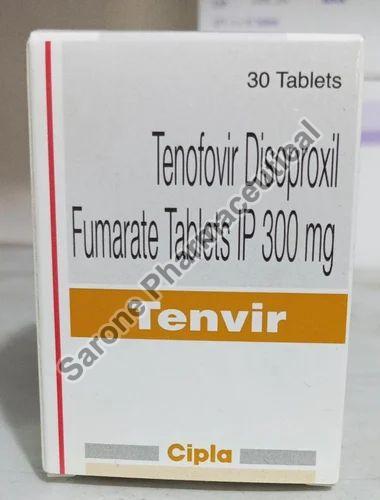 30 Tablets
Tenofovir Disoproxil
Fumarate Tablets IP 300 mg
Tenvir
Cipla
Sarone Pharmaceutical